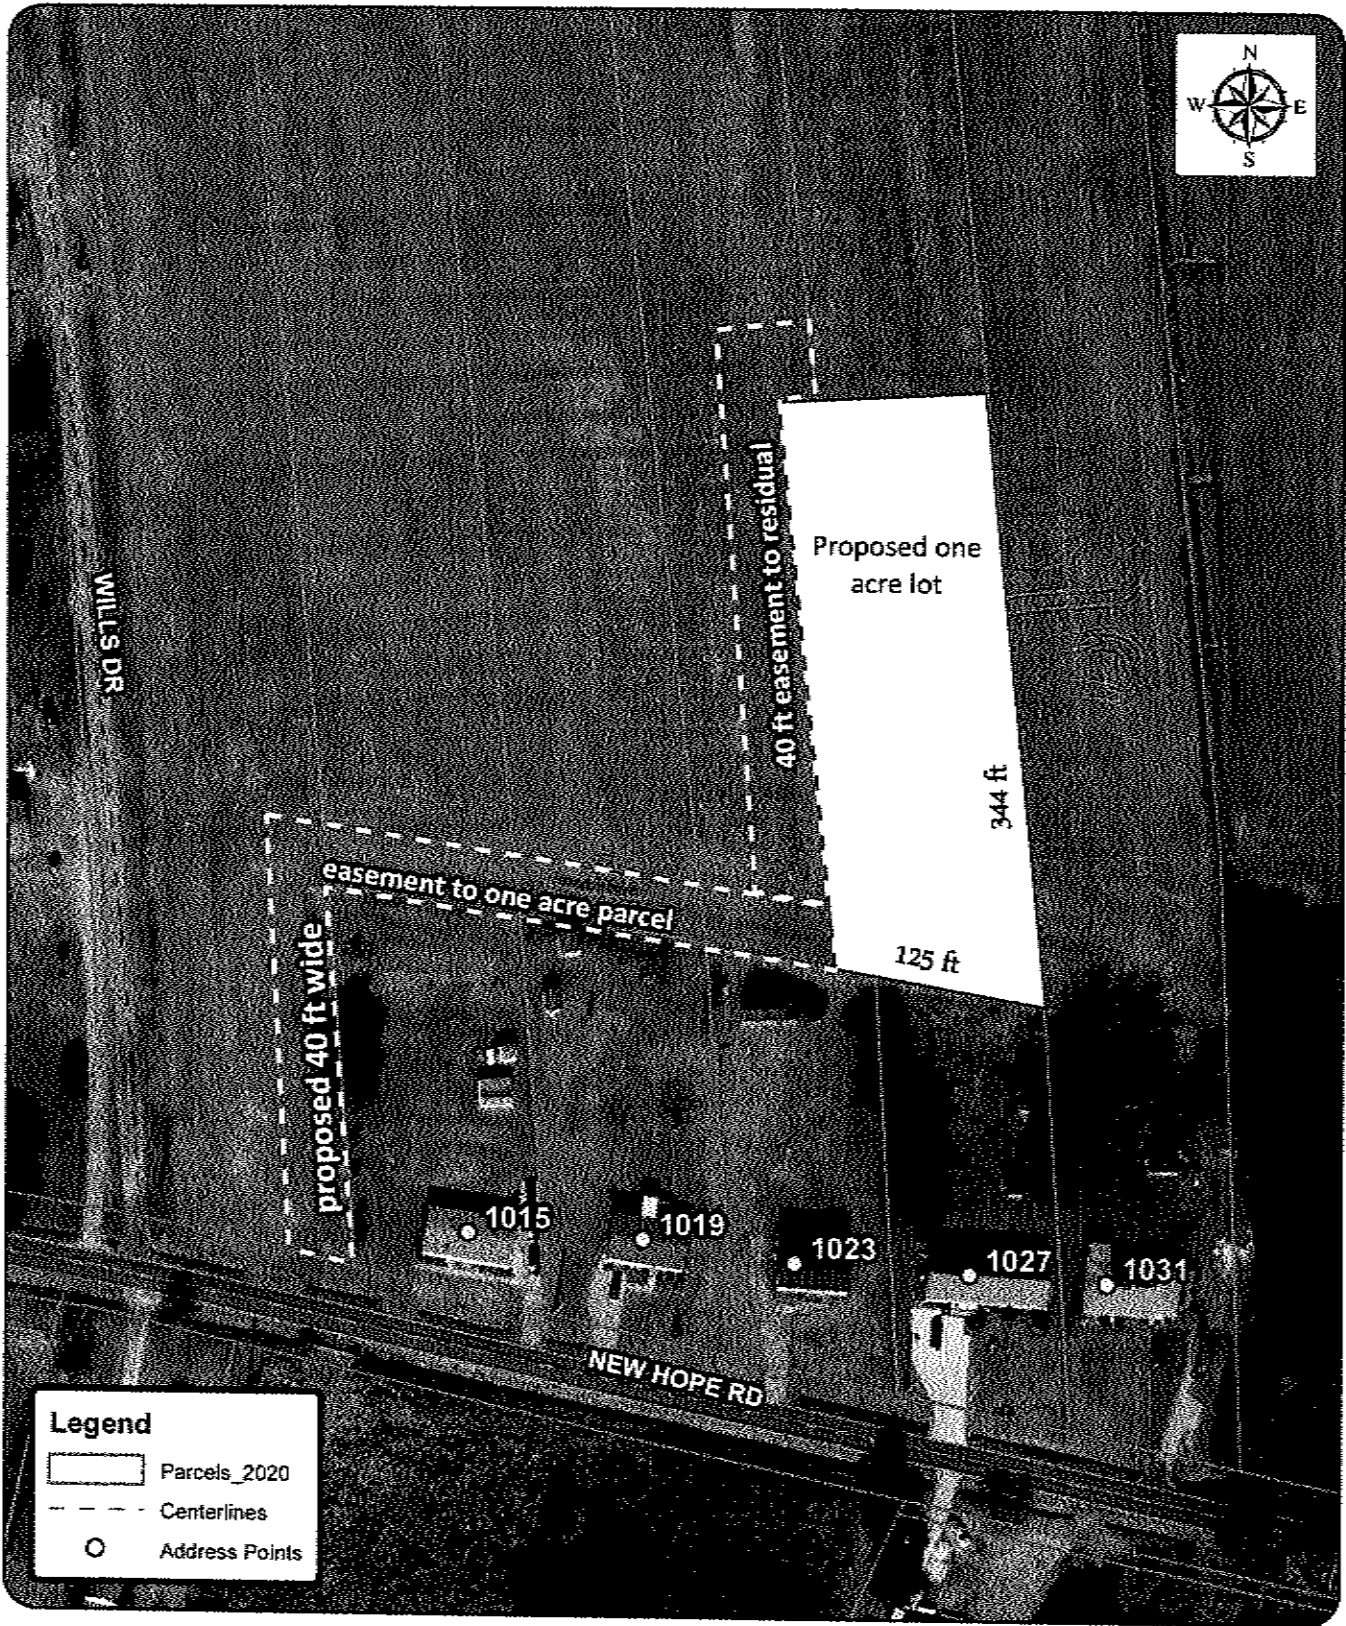 N
W E
S
40 ft easement to residual
Proposed one
acre lot
WILLS DR
344 ft
easement to one acre parcel
125 ft
proposed 40 ft wide
1015
1019
1023
1027
1031
NEW HOPE RD
Legend
Parcels_2020
Centerlines
Address Points